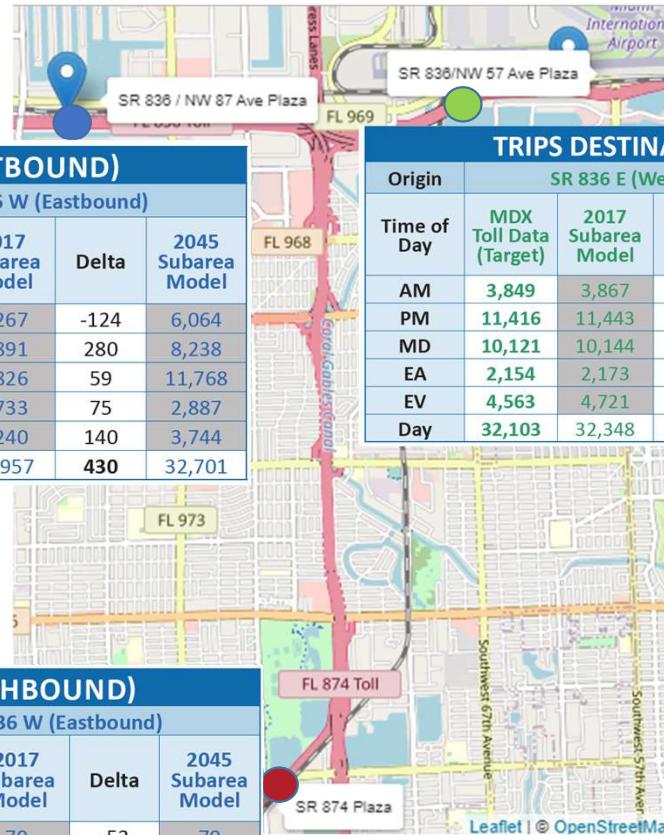 International
Airport
SR 836 / NW 87 Ave Plaza
SR 836/NW 57 Ave Plaza
FL 969
TBOUND)
W (Eastbound)
17
area
odel
Delta
2045
Subarea
Model
267 -124 6,064
891 280 8,238
826 59 11,768
733 75 2,887
240 140 3,744
957 430 32,701
FL 968
TRIPS DESTINA
Origin SR 836 E (We
Time of
Day
MDX
Toll Data
(Target)
2017
Subarea
Model
AM 3,849 3,867
PM 11,416 11,443
MD 10,121 10,144
EA 2,154 2,173
EV 4,563 4,721
Day 32,103 32,348
Coral Gables Canal
FL 973
FL 874 Toll
Southwest 67th Avenue
Southwest 57th Aven
HBOUND)
36 W (Eastbound)
2017
barea
Model
Delta
2045
Subarea
Model
SR 874 Plaza
Leaflet | © OpenStreetMa